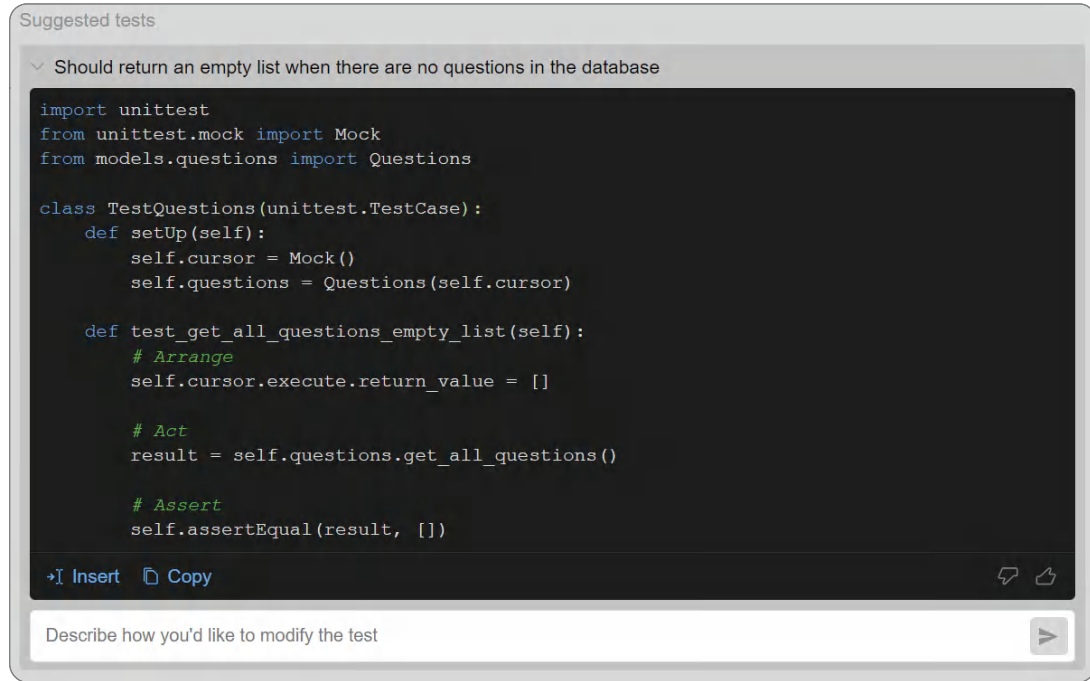 Suggested tests
Should return an empty list when there are no questions in the database
import unittest
from unittest.mock import Mock
from models.questions import Questions
class TestQuestions(unittest.TestCase):
    def setUp(self):
        self.cursor = Mock()
        self.questions = Questions(self.cursor)
    def test_get_all_questions_empty_list(self):
        # Arrange
        self.cursor.execute.return_value = []
        # Act
        result = self.questions.get_all_questions()
        # Assert
        self.assertEqual(result, [])
Insert Copy
Describe how you'd like to modify the test